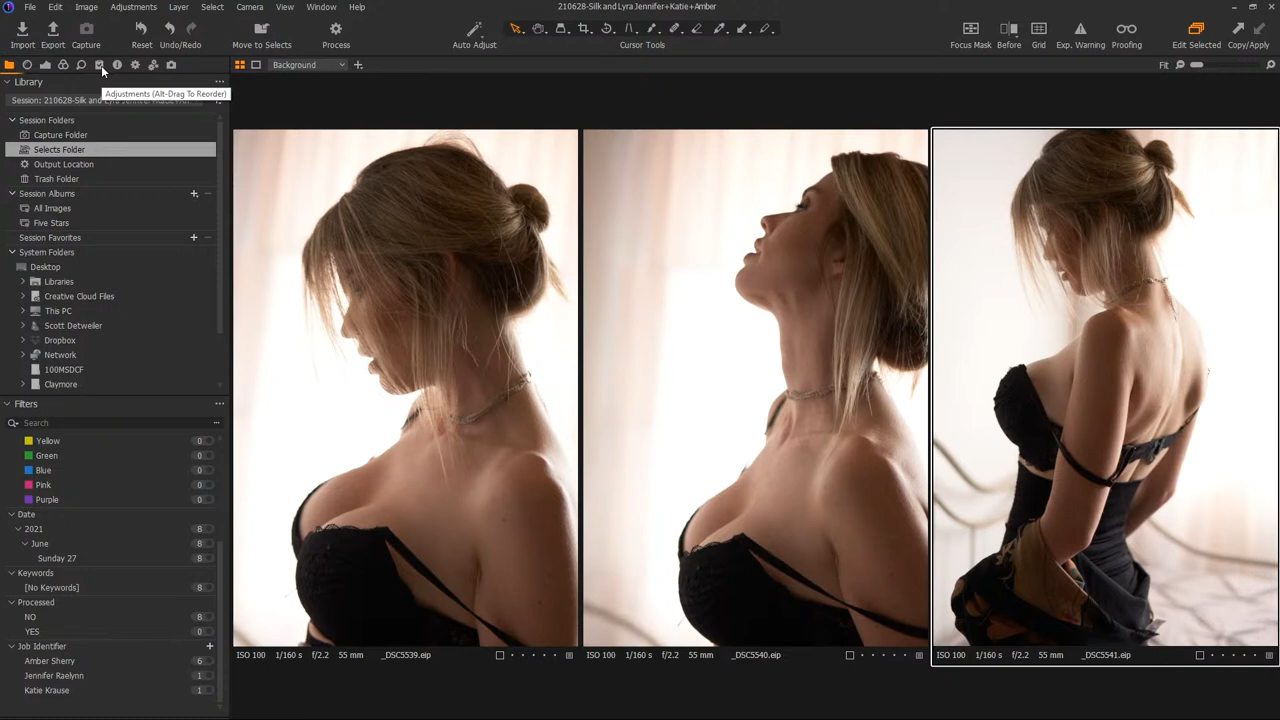 File Edit Image Adjustments Layer Select Camera View Window Help
210628-Silk and Lyra Jennifer+Katie+Amber
Import Export Capture Reset Undo/Redo Move to Selects Process Auto Adjust Cursor Tools Focus Mask Before Grid Exp. Warning Proofing Edit Selected Copy/Apply
Background
Fit
Library
Adjustments (Alt-Drag To Reorder)
Session: 210628-Silk and Lyra Jennifer+Katie+Am...
Session Folders
Capture Folder
Selects Folder
Output Location
Trash Folder
Session Albums
All Images
Five Stars
Session Favorites
System Folders
Desktop
Libraries
Creative Cloud Files
This PC
Scott Detweiler
Dropbox
Network
100MSDCF
Claymore
Filters
Search
Yellow 0
Green 0
Blue 0
Pink 0
Purple 0
Date
2021 8
June 8
Sunday 27 8
Keywords
[No Keywords] 8
Processed
NO 8
YES 0
Job Identifier
Amber Sherry 6
Jennifer Raelynn 1
Katie Krause 1
ISO 100 1/160 s f/2.2 55 mm _DSC5539.eip
ISO 100 1/160 s f/2.2 55 mm _DSC5540.eip
ISO 100 1/160 s f/2.2 55 mm _DSC5541.eip